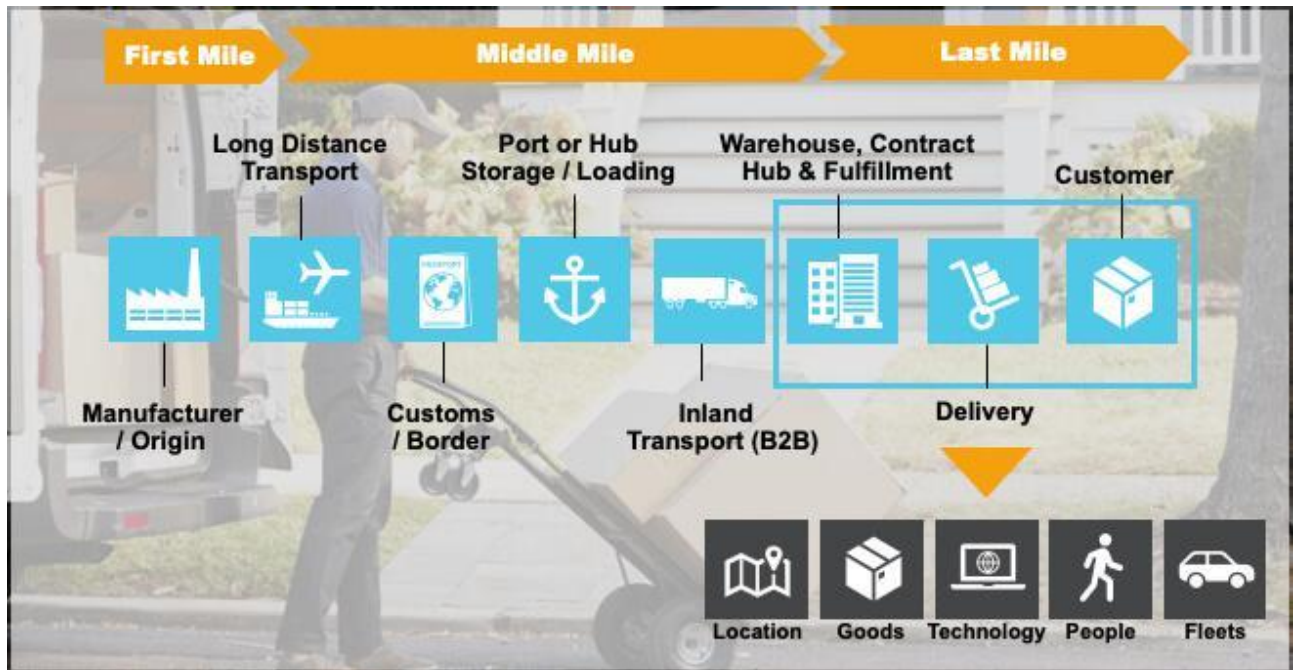 First Mile
Middle Mile
Last Mile
Long Distance
Transport
Port or Hub
Storage / Loading
Warehouse, Contract
Hub & Fulfillment
Customer
PASSPORT
Manufacturer
/ Origin
Customs
/ Border
Inland
Transport (B2B)
Delivery
Location
Goods
Technology
People
Fleets